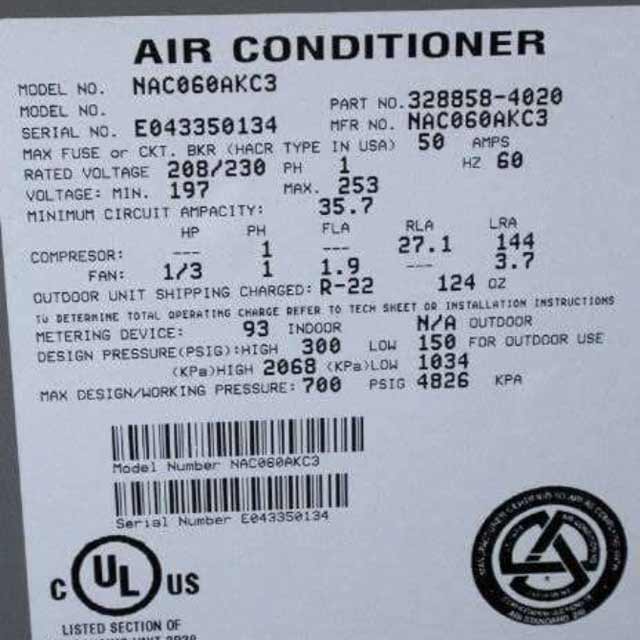 AIR CONDITIONER
MODEL NO. NAC060AKC3
MODEL NO. PART NO. 328858-4020
SERIAL NO. E043350134 MFR NO. NAC060AKC3
MAX FUSE or CKT. BKR (HACR TYPE IN USA) 50 AMPS
RATED VOLTAGE 208/230 PH 1 HZ 60
VOLTAGE: MIN. 197 MAX. 253
MINIMUM CIRCUIT AMPACITY: 35.7
HP PH FLA RLA LRA
COMPRESOR: --- 1 --- 27.1 144
FAN: 1/3 1 1.9 --- 3.7
OUTDOOR UNIT SHIPPING CHARGED: R-22 124 OZ
TO DETERMINE TOTAL OPERATING CHARGE REFER TO TECH SHEET OR INSTALLATION INSTRUCTIONS
METERING DEVICE: 93 INDOOR N/A OUTDOOR
DESIGN PRESSURE(PSIG):HIGH 300 LOW 150 FOR OUTDOOR USE
(KPa)HIGH 2068 (KPa)LOW 1034
MAX DESIGN/WORKING PRESSURE: 700 PSIG 4826 KPA
Model Number NAC060AKC3
Serial Number E043350134
C UL US
LISTED SECTION OF